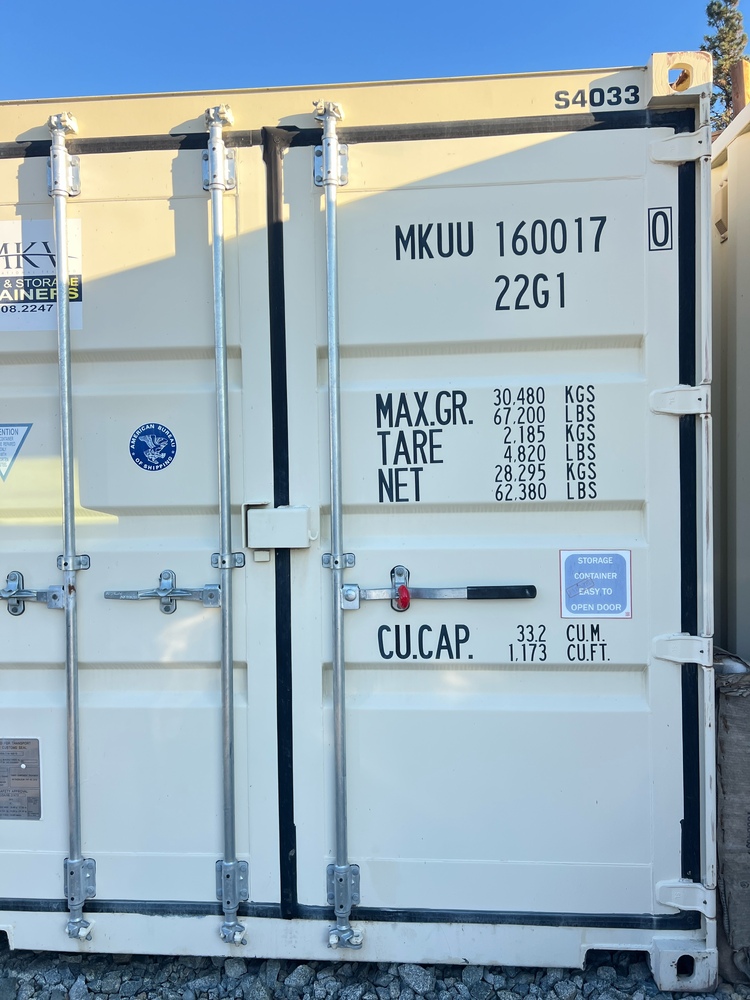 S4033
MKUU 160017 0
22G1
MKV
& STORAGE
AINERS
08.2247
MAX.GR. 30.480 KGS
67.200 LBS
TARE 2.185 KGS
4.820 LBS
NET 28.295 KGS
62.380 LBS
ENTION
AMERICAN BUREAU
OF SHIPPING
STORAGE
CONTAINER
EASY TO
OPEN DOOR
CU.CAP. 33.2 CU.M.
1.173 CU.FT.